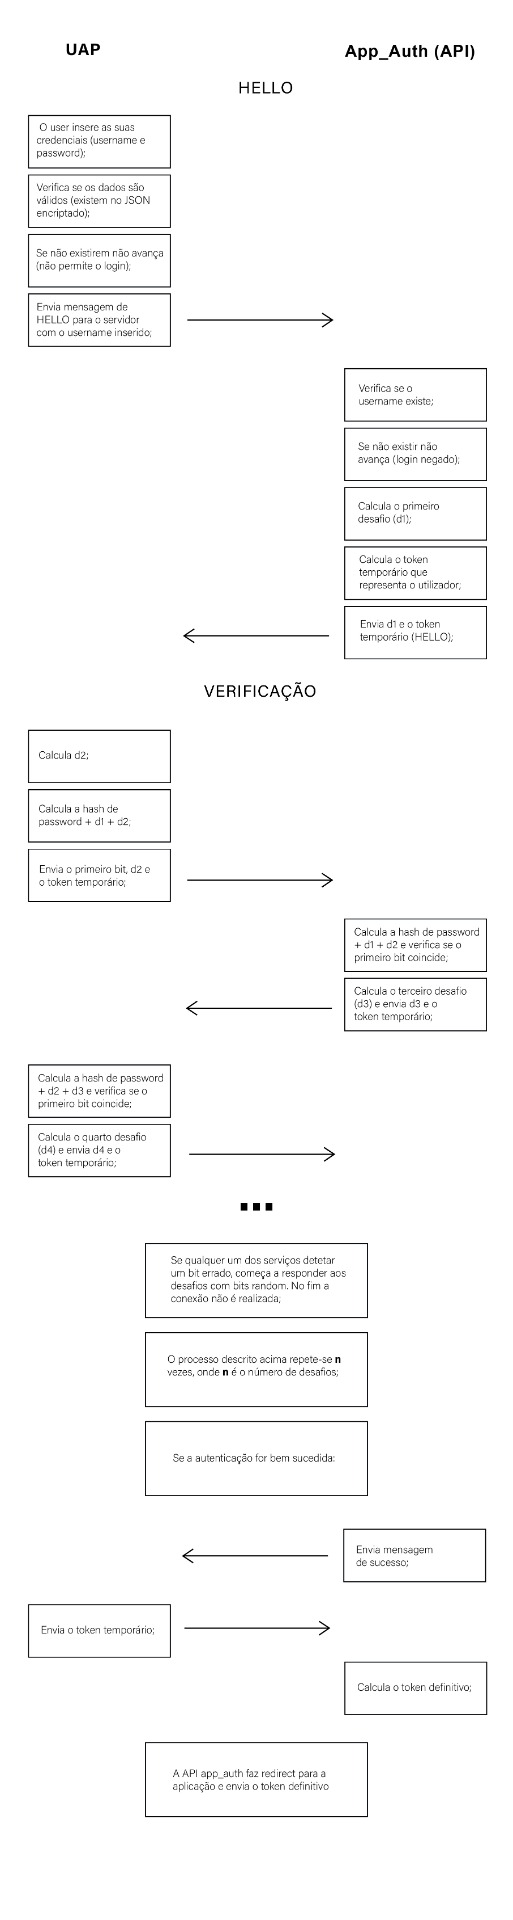 UAP
App_Auth (API)
HELLO
O user insere as suas
credenciais (username e
password);
Verifica se os dados são
válidos (existem no JSON
encriptado);
Se não existirem não avança
(não permite o login);
Envia mensagem de
HELLO para o servidor
com o username inserido;
Verifica se o
username existe;
Se não existir não
avança (login negado);
Calcula o primeiro
desafio (d1);
Calcula o token
temporário que
representa o utilizador;
Envia d1 e o token
temporário (HELLO);
VERIFICAÇÃO
Calcula d2;
Calcula a hash de
password + d1 + d2;
Envia o primeiro bit, d2 e
o token temporário;
Calcula a hash de password
+ d1 + d2 e verifica se o
primeiro bit coincide;
Calcula o terceiro desafio
(d3) e envia d3 e o
token temporário;
Calcula a hash de password
+ d2 + d3 e verifica se o
primeiro bit coincide;
Calcula o quarto desafio
(d4) e envia d4 e o
token temporário;
...
Se qualquer um dos serviços detetar
um bit errado, começa a responder aos
desafios com bits random. No fim a
conexão não é realizada;
O processo descrito acima repete-se n
vezes, onde n é o número de desafios;
Se a autenticação for bem sucedida:
Envia mensagem
de sucesso;
Envia o token temporário;
Calcula o token definitivo;
A API app_auth faz redirect para a
aplicação e envia o token definitivo